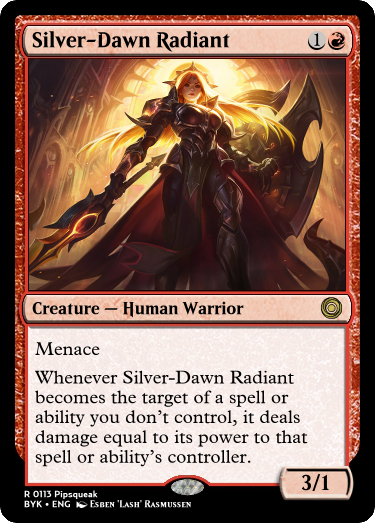 Silver-Dawn Radiant 1
Creature — Human Warrior
Menace
Whenever Silver-Dawn Radiant
becomes the target of a spell or
ability you don't control, it deals
damage equal to its power to that
spell or ability's controller.
3/1
R 0113 Pipsqueak
BYK • ENG Esben 'Lash' Rasmussen